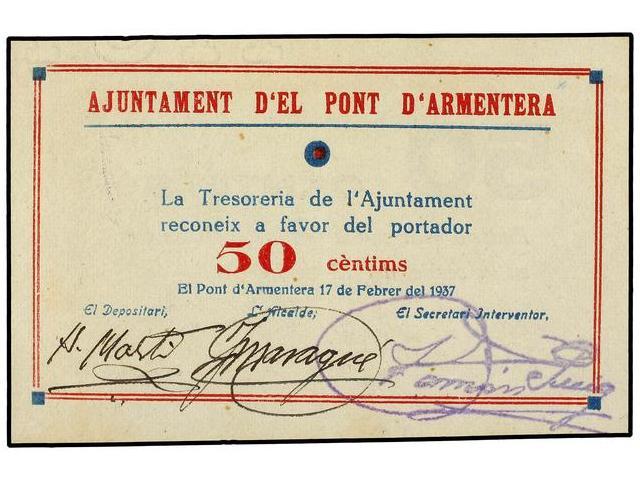 AJUNTAMENT D'EL PONT D'ARMENTERA
La Tresoreria de l'Ajuntament
reconeix a favor del portador
50 cèntims
El Pont d'Armentera 17 de Febrer del 1937
El Depositari, L'Alcalde, El Secretari Interventor,
A. Martí